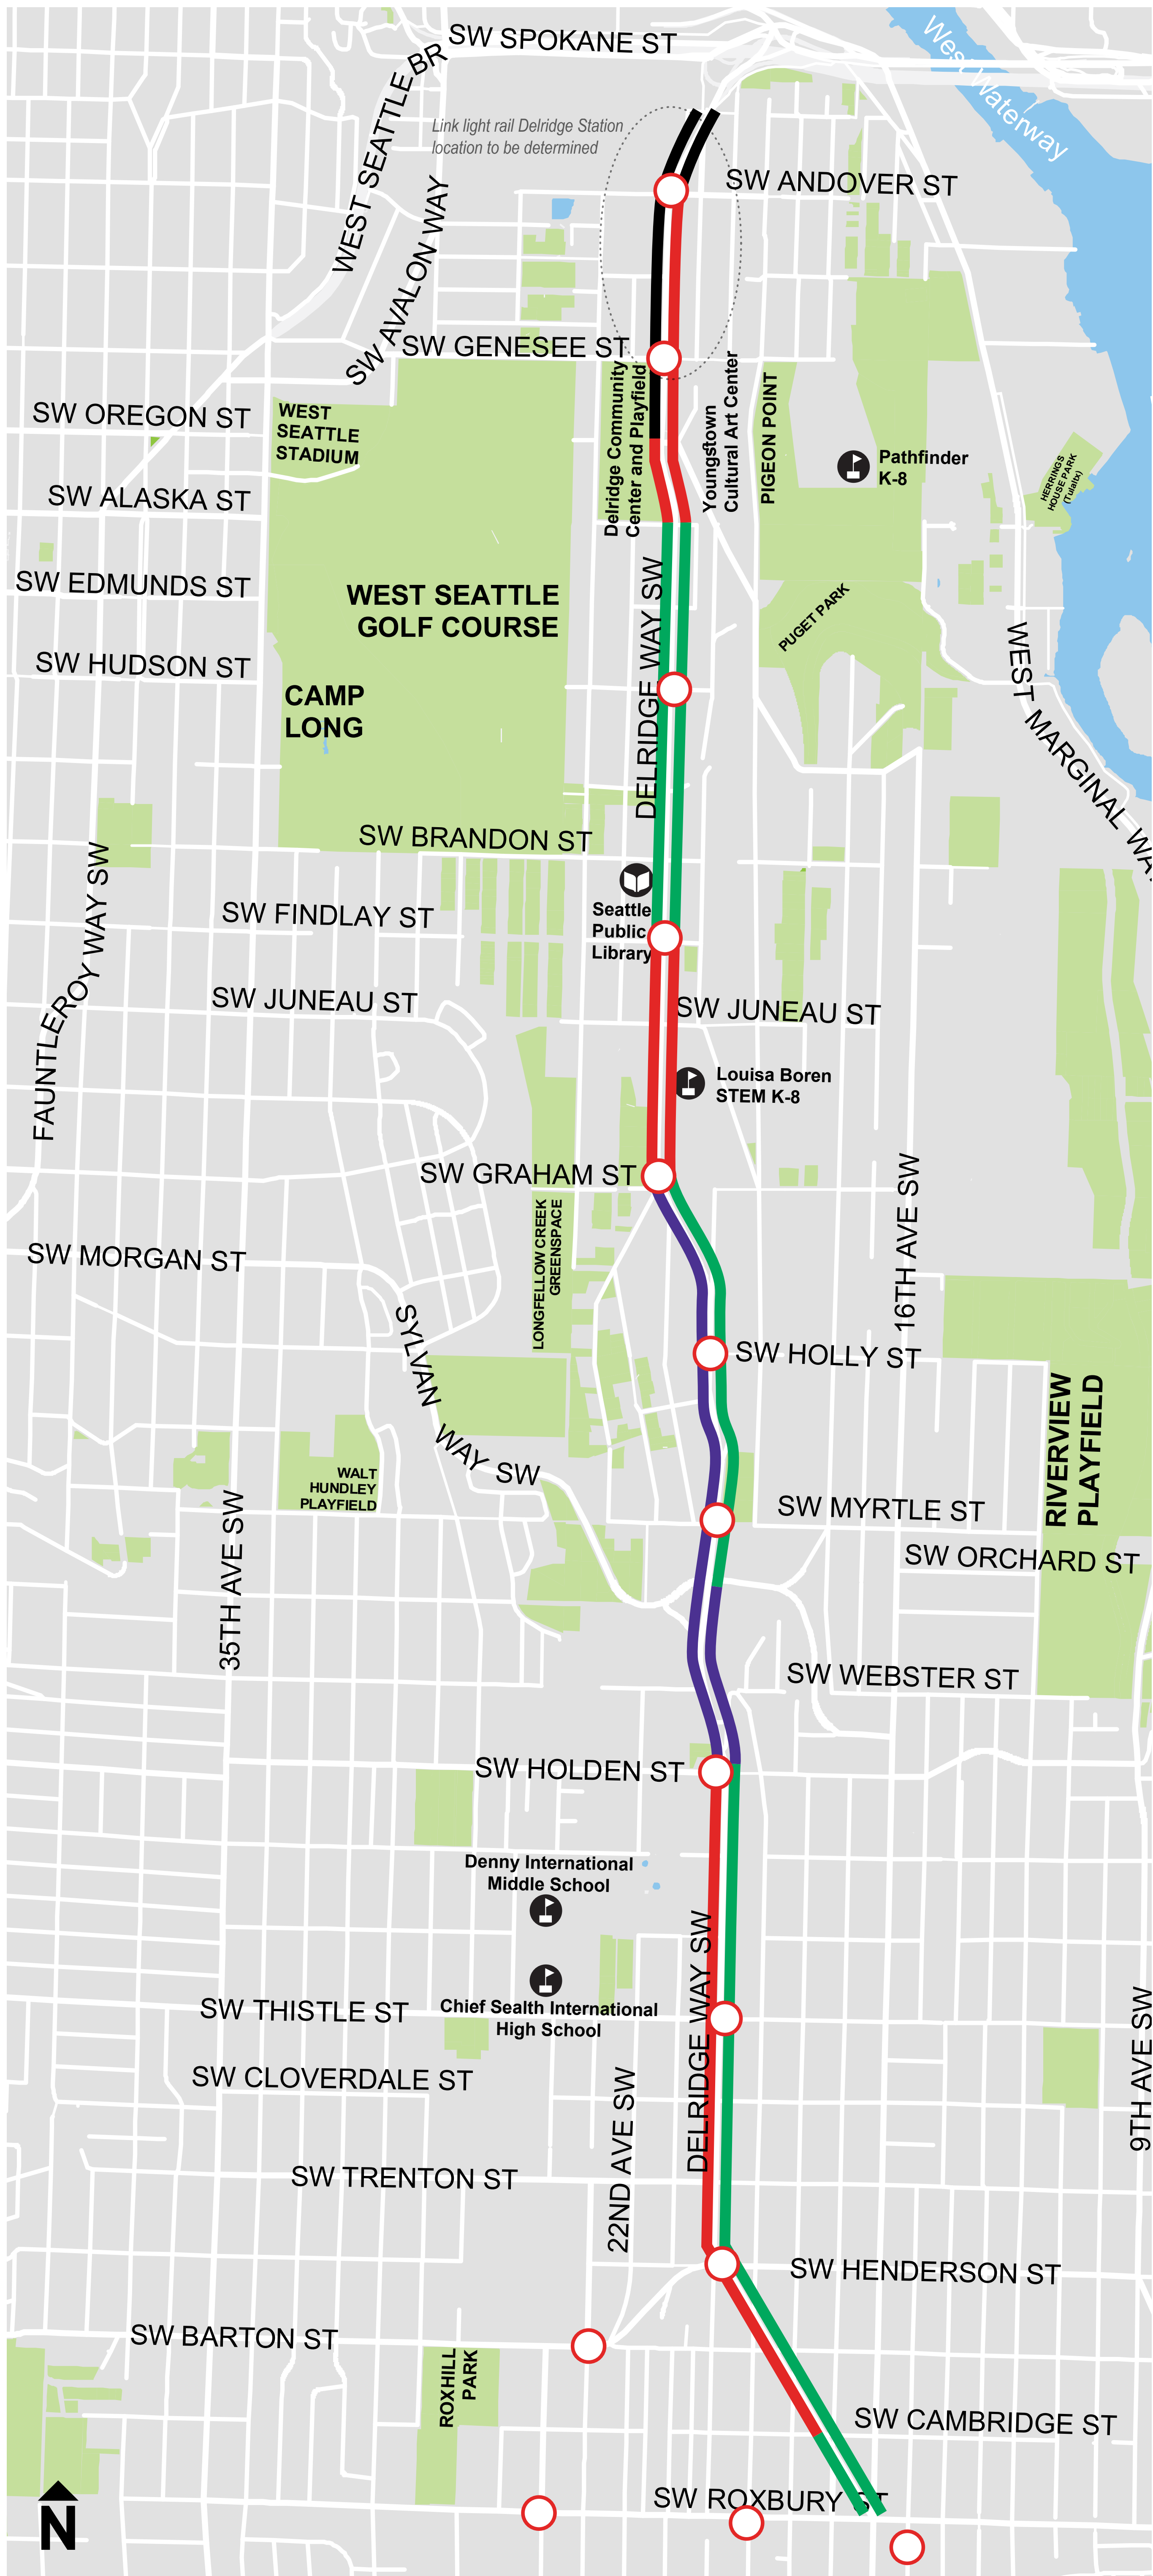 SW SPOKANE ST
WEST SEATTLE BR
West Waterway
Link light rail Delridge Station
location to be determined
SW ANDOVER ST
SW AVALON WAY
SW GENESEE ST
Delridge Community
Center and Playfield
Youngstown
Cultural Art Center
PIGEON POINT
SW OREGON ST
WEST
SEATTLE
STADIUM
Pathfinder
K-8
HERRINGS
HOUSE PARK
(Tulaltx)
SW ALASKA ST
SW EDMUNDS ST
WEST SEATTLE
GOLF COURSE
DELRIDGE WAY SW
PUGET PARK
SW HUDSON ST
CAMP
LONG
WEST MARGINAL WAY
SW BRANDON ST
FAUNTLEROY WAY SW
SW FINDLAY ST
Seattle
Public
Library
SW JUNEAU ST
SW JUNEAU ST
Louisa Boren
STEM K-8
SW GRAHAM ST
16TH AVE SW
LONGFELLOW CREEK
GREENSPACE
SW MORGAN ST
SYLVAN WAY SW
SW HOLLY ST
RIVERVIEW
PLAYFIELD
WALT
HUNDLEY
PLAYFIELD
35TH AVE SW
SW MYRTLE ST
SW ORCHARD ST
SW WEBSTER ST
SW HOLDEN ST
Denny International
Middle School
DELRIDGE WAY SW
SW THISTLE ST
Chief Sealth International
High School
9TH AVE SW
SW CLOVERDALE ST
22ND AVE SW
SW TRENTON ST
SW HENDERSON ST
SW BARTON ST
ROXHILL
PARK
SW CAMBRIDGE ST
SW ROXBURY ST
N